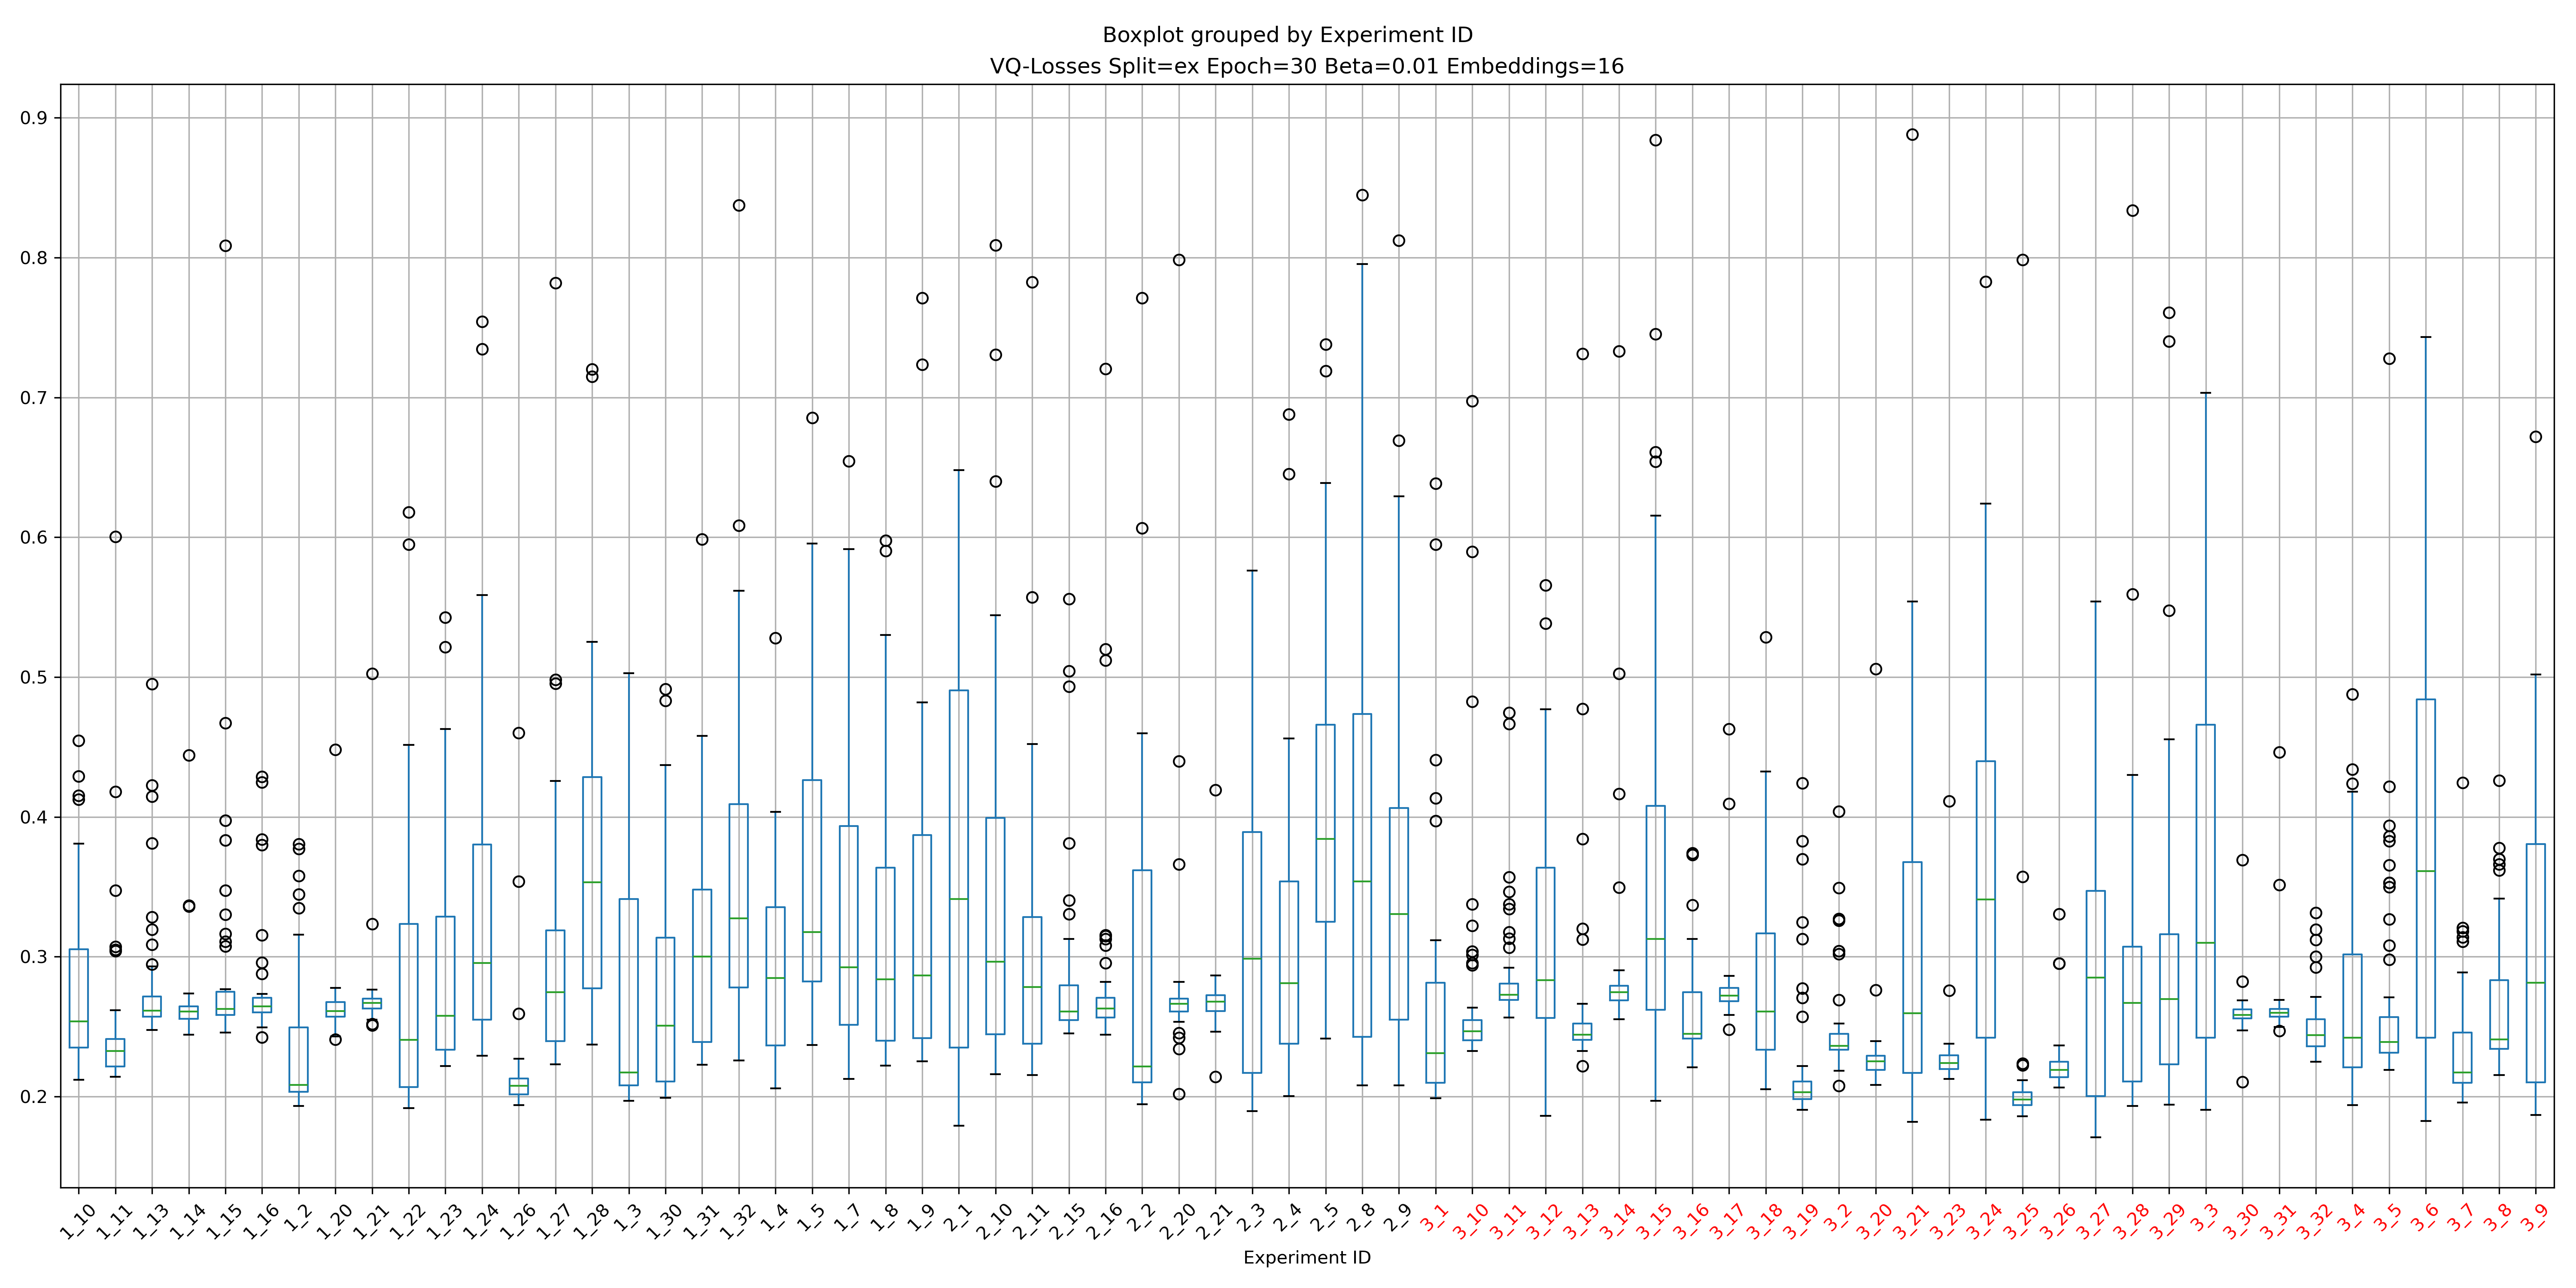 Boxplot grouped by Experiment ID
VQ-Losses Split=ex Epoch=30 Beta=0.01 Embeddings=16
0.9
0.8
0.7
0.6
0.5
0.4
0.3
0.2
1_10 1_11 1_13 1_14 1_15 1_16 1_2 1_20 1_21 1_22 1_23 1_24 1_26 1_27 1_28 1_3 1_30 1_31 1_32 1_4 1_5 1_7 1_8 1_9 2_1 2_10 2_11 2_15 2_16 2_2 2_20 2_21 2_3 2_4 2_5 2_8 2_9 3_1 3_10 3_11 3_12 3_13 3_14 3_15 3_16 3_17 3_18 3_19 3_2 3_20 3_21 3_23 3_24 3_25 3_26 3_27 3_28 3_29 3_3 3_30 3_31 3_32 3_4 3_5 3_6 3_7 3_8 3_9
Experiment ID